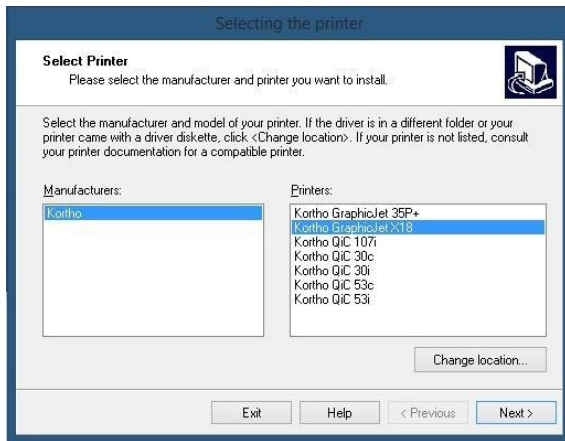 Selecting the printer
Select Printer
Please select the manufacturer and printer you want to install.
Select the manufacturer and model of your printer. If the driver is in a different folder or your
printer came with a driver diskette, click <Change location>. If your printer is not listed, consult
your printer documentation for a compatible printer.
Manufacturers:
Kortho
Printers:
Kortho GraphicJet 35P+
Kortho GraphicJet X18
Kortho QiC 107i
Kortho QiC 30c
Kortho QiC 30i
Kortho QiC 53c
Kortho QiC 53i
Change location...
Exit Help < Previous Next >